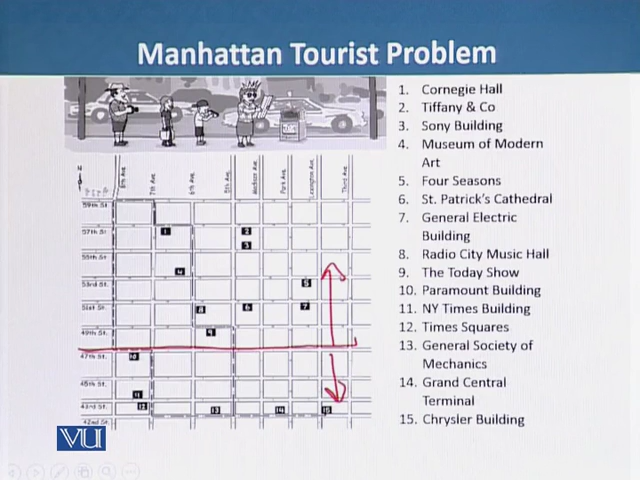 Manhattan Tourist Problem
1. Cornegie Hall
2. Tiffany & Co
3. Sony Building
4. Museum of Modern
Art
5. Four Seasons
6. St. Patrick's Cathedral
7. General Electric
Building
8. Radio City Music Hall
9. The Today Show
10. Paramount Building
11. NY Times Building
12. Times Squares
13. General Society of
Mechanics
14. Grand Central
Terminal
15. Chrysler Building
8th Ave.
7th Ave.
6th Ave.
5th Ave.
Madison Ave.
Park Ave.
Lexington Ave.
Third Ave.
59th St.
57th St.
1
2
3
55th St.
4
53rd St.
5
51st St.
8
6
7
49th St.
9
47th St.
10
45th St.
11
43rd St.
12
13
14
15
42nd St.
VU